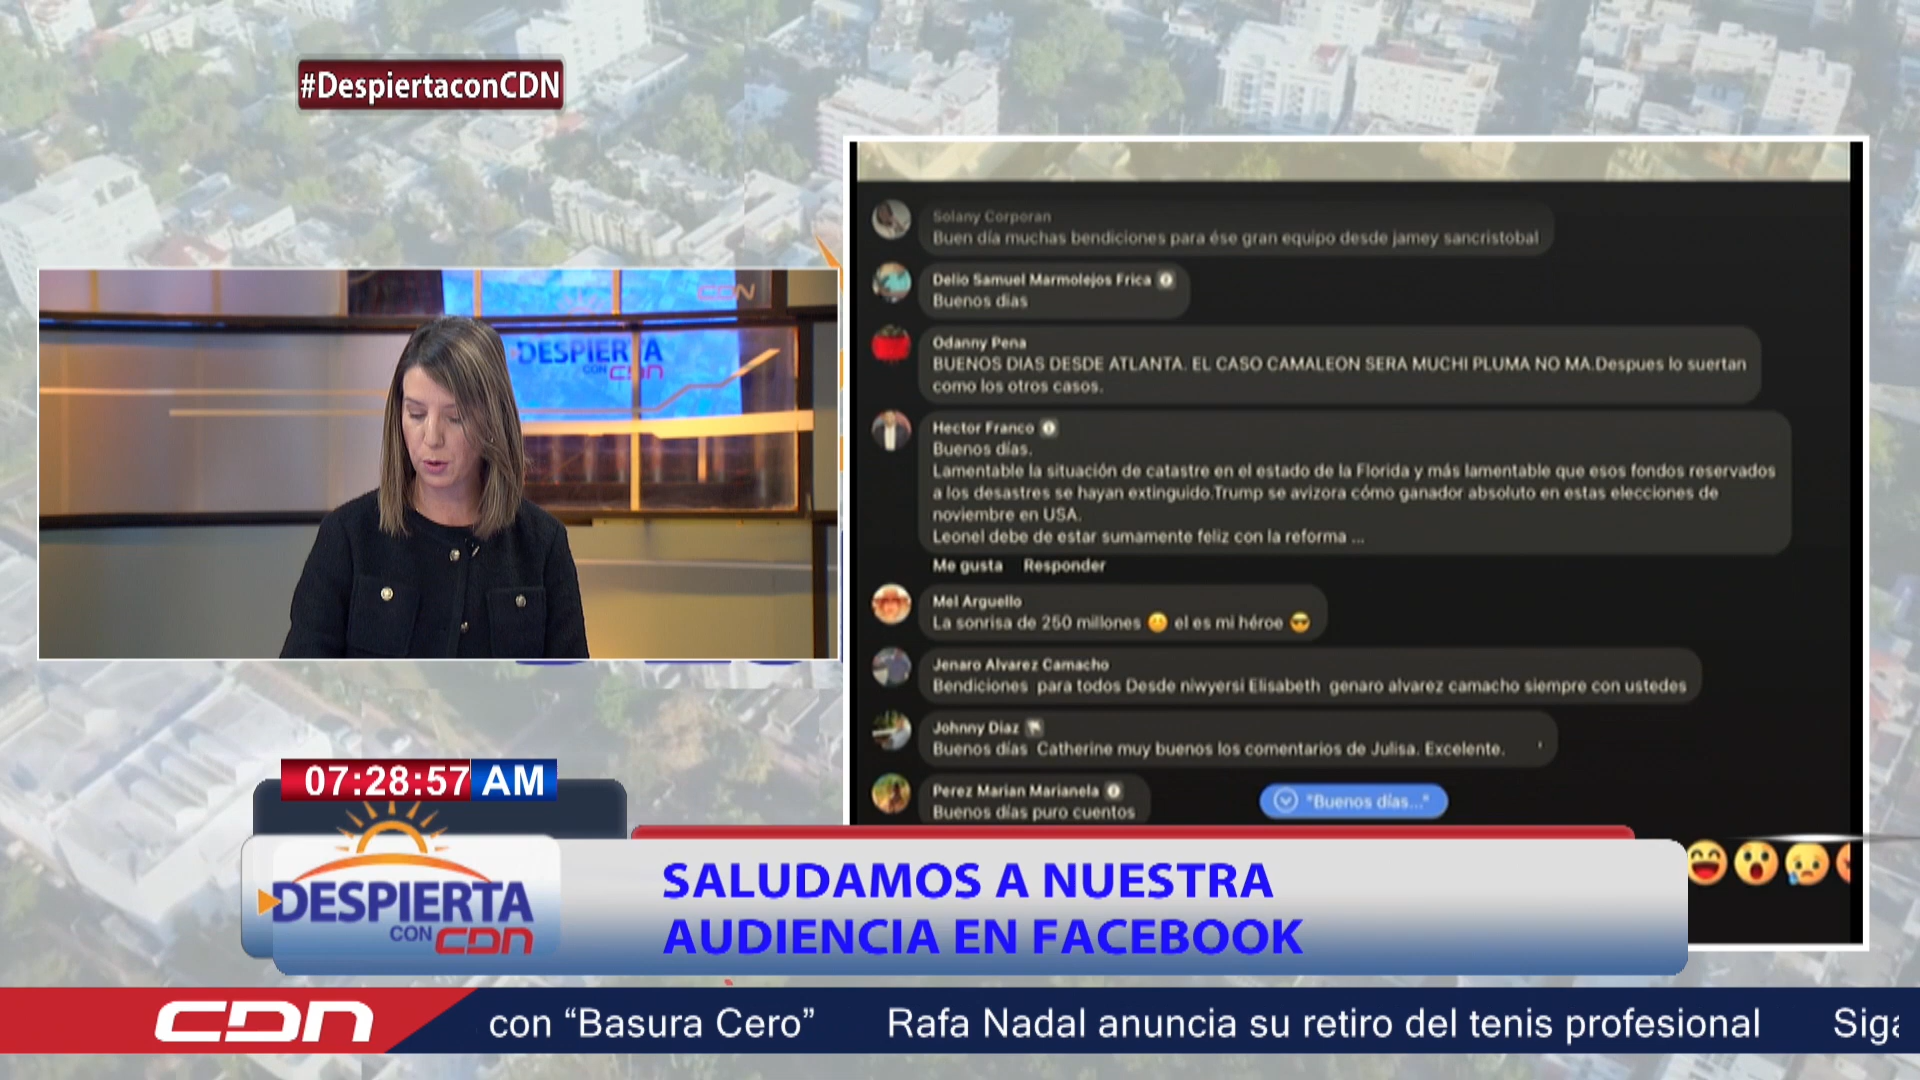 #DespiertaconCDN
CDN
DESPIERTA
CON CDN
Solany Corporan
Buen día muchas bendiciones para ése gran equipo desde jamey sancristobal
Delio Samuel Marmolejos Frica
Buenos dias
Odanny Pena
BUENOS DIAS DESDE ATLANTA. EL CASO CAMALEON SERA MUCHI PLUMA NO MA.Despues lo suertan
como los otros casos.
Hector Franco
Buenos días.
Lamentable la situación de catastre en el estado de la Florida y más lamentable que esos fondos reservados
a los desastres se hayan extinguido.Trump se avizora cómo ganador absoluto en estas elecciones de
noviembre en USA.
Leonel debe de estar sumamente feliz con la reforma ...
Me gusta Responder
Mel Arguello
La sonrisa de 250 millones 😊 el es mi héroe 😎
Jenaro Alvarez Camacho
Bendiciones para todos Desde niwyersi Elisabeth genaro alvarez camacho siempre con ustedes
Johnny Diaz
Buenos días Catherine muy buenos los comentarios de Julisa. Excelente.
Perez Marian Marianela
Buenos días puro cuentos
"Buenos días..."
07:28:57 AM
DESPIERTA
CON CDN
SALUDAMOS A NUESTRA
AUDIENCIA EN FACEBOOK
CDN con “Basura Cero” Rafa Nadal anuncia su retiro del tenis profesional Siga